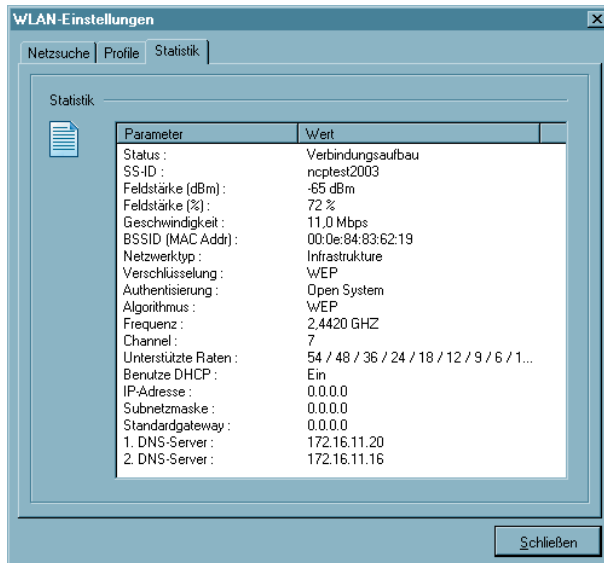 WLAN-Einstellungen
Netzsuche Profile Statistik
Statistik
Parameter Wert
Status : Verbindungsaufbau
SS-ID : ncptest2003
Feldstärke (dBm) : -65 dBm
Feldstärke (%) : 72 %
Geschwindigkeit : 11,0 Mbps
BSSID (MAC Addr) : 00:0e:84:83:62:19
Netzwerktyp : Infrastrukture
Verschlüsselung : WEP
Authentisierung : Open System
Algorithmus : WEP
Frequenz : 2,4420 GHZ
Channel : 7
Unterstützte Raten : 54 / 48 / 36 / 24 / 18 / 12 / 9 / 6 / 1...
Benutze DHCP : Ein
IP-Adresse : 0.0.0.0
Subnetzmaske : 0.0.0.0
Standardgateway : 0.0.0.0
1. DNS-Server : 172.16.11.20
2. DNS-Server : 172.16.11.16
Schließen